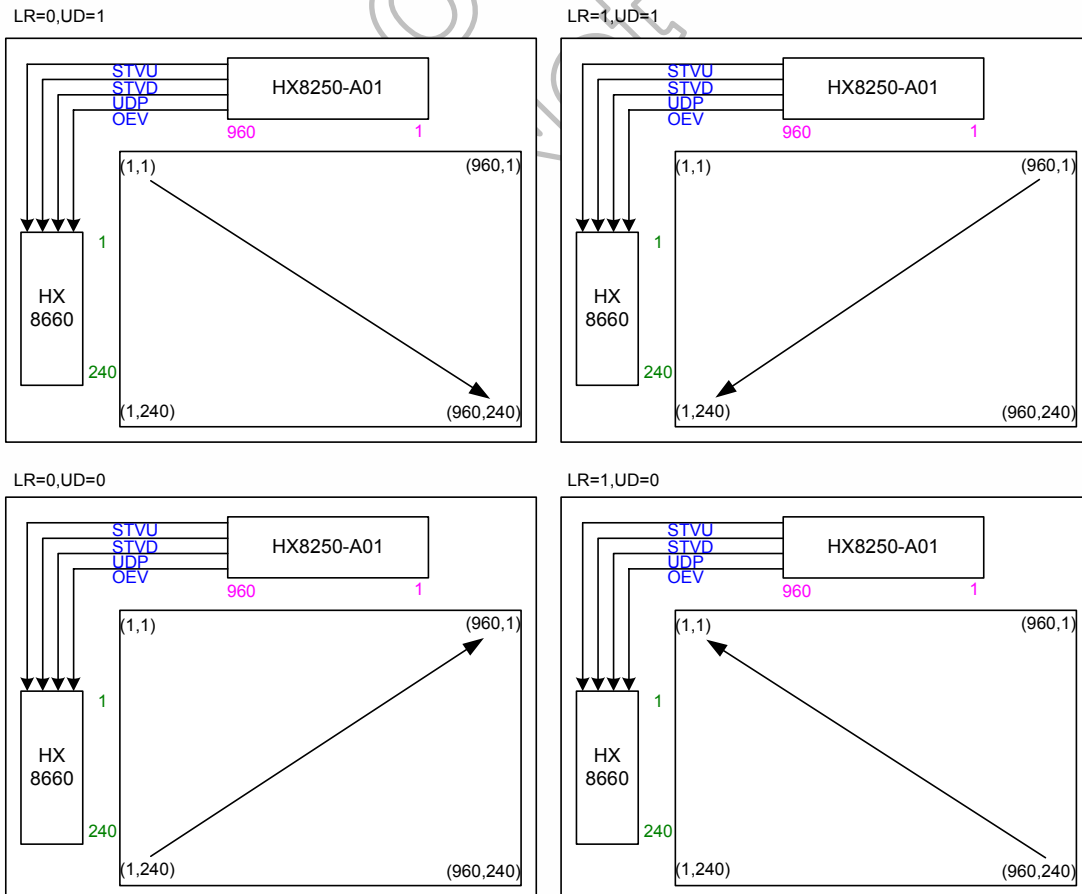 LR=0,UD=1
STVU
STVD
UDP
OEV
HX8250-A01
960 1
(1,1) (960,1)
1
HX
8660
240
(1,240) (960,240)
LR=1,UD=1
STVU
STVD
UDP
OEV
HX8250-A01
960 1
(1,1) (960,1)
1
HX
8660
240
(1,240) (960,240)
LR=0,UD=0
STVU
STVD
UDP
OEV
HX8250-A01
960 1
(1,1) (960,1)
1
HX
8660
240
(1,240) (960,240)
LR=1,UD=0
STVU
STVD
UDP
OEV
HX8250-A01
960 1
(1,1) (960,1)
1
HX
8660
240
(1,240) (960,240)